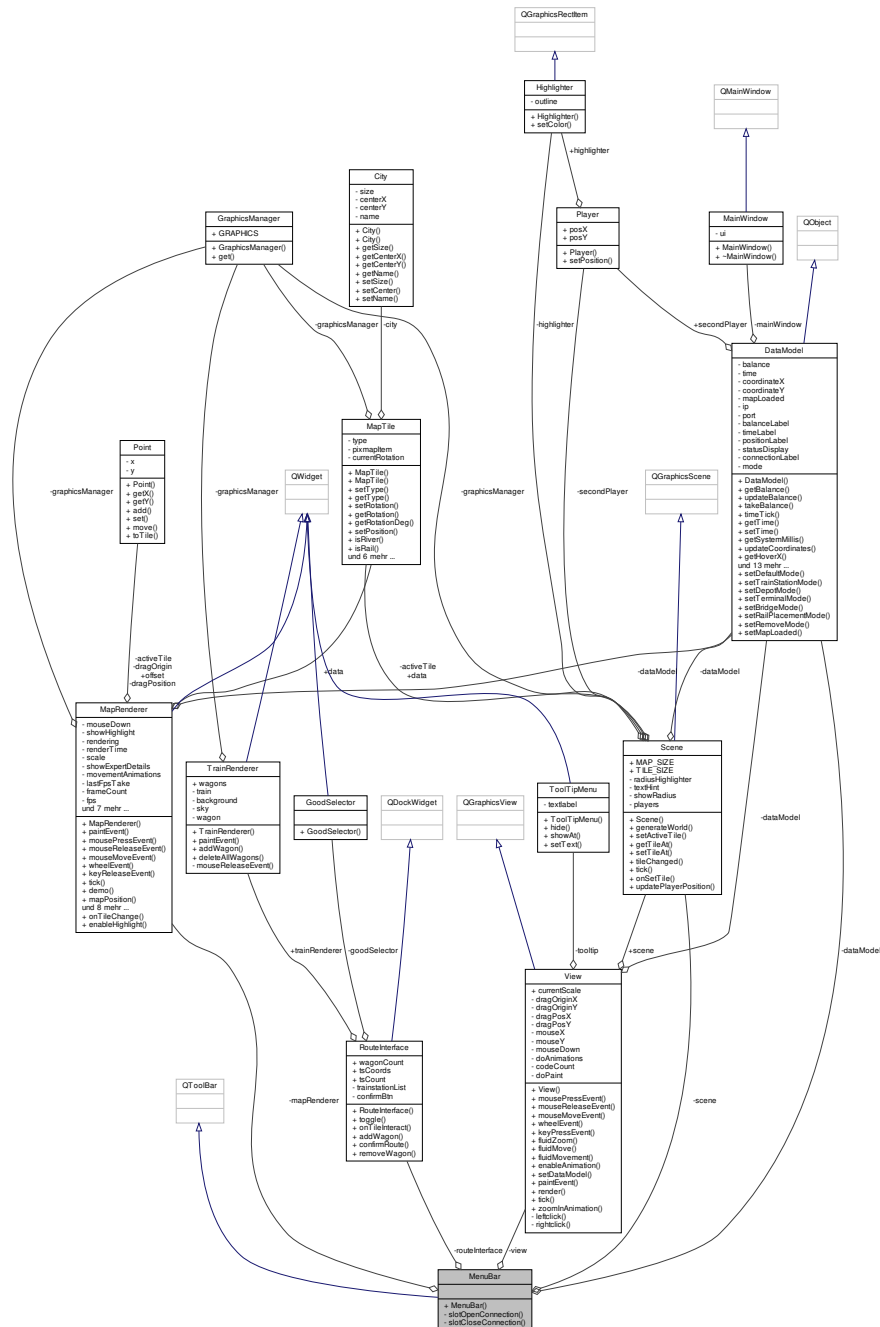 QGraphicsRectItem
Highlighter
- outline
+ Highlighter()
+ setColor()
QMainWindow
+highlighter
City
- size
- centerX
- centerY
- name
+ City()
+ City()
+ getSize()
+ getCenterX()
+ getCenterY()
+ getName()
+ setSize()
+ setCenter()
+ setName()
GraphicsManager
+ GRAPHICS
+ GraphicsManager()
+ get()
Player
+ posX
+ posY
+ Player()
+ setPosition()
MainWindow
- ui
+ MainWindow()
+ ~MainWindow()
QObject
-graphicsManager
-city
-highlighter
+secondPlayer
-mainWindow
DataModel
- balance
- time
- coordinateX
- coordinateY
- mapLoaded
- ip
- port
- balanceLabel
- timeLabel
- positionLabel
- statusDisplay
- connectionLabel
- mode
+ DataModel()
+ getBalance()
+ updateBalance()
+ takeBalance()
+ timeTick()
+ getTime()
+ setTime()
+ getSystemMillis()
+ updateCoordinates()
+ getHoverX()
und 13 mehr ...
+ setDefaultMode()
+ setTrainStationMode()
+ setDepotMode()
+ setTerminalMode()
+ setBridgeMode()
+ setRailPlacementMode()
+ setRemoveMode()
+ setMapLoaded()
MapTile
- type
- pixmapItem
- currentRotation
+ MapTile()
+ MapTile()
+ setType()
+ getType()
+ setRotation()
+ getRotation()
+ getRotationDeg()
+ setPosition()
+ isRiver()
+ isRail()
und 6 mehr ...
Point
- x
- y
+ Point()
+ getX()
+ getY()
+ add()
+ set()
+ move()
+ toTile()
QWidget
QGraphicsScene
-graphicsManager
-graphicsManager
-graphicsManager
-secondPlayer
-activeTile
-dragOrigin
+offset
-dragPosition
+data
-activeTile
+data
-dataModel
-dataModel
MapRenderer
- mouseDown
- showHighlight
- rendering
- renderTime
- scale
- showExpertDetails
- movementAnimations
- lastFpsTake
- frameCount
- fps
und 7 mehr ...
+ MapRenderer()
+ paintEvent()
+ mousePressEvent()
+ mouseReleaseEvent()
+ mouseMoveEvent()
+ wheelEvent()
+ keyReleaseEvent()
+ tick()
+ demo()
+ mapPosition()
und 8 mehr ...
+ onTileChange()
+ enableHighlight()
TrainRenderer
+ wagons
- train
- background
- sky
- wagon
+ TrainRenderer()
+ paintEvent()
+ addWagon()
+ deleteAllWagons()
- mouseReleaseEvent()
GoodSelector
+ GoodSelector()
QDockWidget
QGraphicsView
ToolTipMenu
- textlabel
+ ToolTipMenu()
+ hide()
+ showAt()
+ setText()
Scene
+ MAP_SIZE
+ TILE_SIZE
- radiusHighlighter
- textHint
- showRadius
- players
+ Scene()
+ generateWorld()
+ setActiveTile()
+ getTileAt()
+ setTileAt()
+ tileChanged()
+ tick()
+ onSetTile()
+ updatePlayerPosition()
-dataModel
+trainRenderer
-goodSelector
-tooltip
+scene
-dataModel
View
+ currentScale
- dragOriginX
- dragOriginY
- dragPosX
- dragPosY
- mouseX
- mouseY
- mouseDown
- doAnimations
- codeCount
- doPaint
+ View()
+ mousePressEvent()
+ mouseReleaseEvent()
+ mouseMoveEvent()
+ wheelEvent()
+ keyPressEvent()
+ fluidZoom()
+ fluidMove()
+ fluidMovement()
+ enableAnimation()
+ setDataModel()
+ paintEvent()
+ render()
+ tick()
+ zoomInAnimation()
- leftclick()
- rightclick()
RouteInterface
+ wagonCount
+ tsCoords
+ tsCount
- trainstationList
- confirmBtn
+ RouteInterface()
+ toggle()
+ onTileInteract()
+ addWagon()
+ confirmRoute()
+ removeWagon()
QToolBar
-mapRenderer
-scene
-routeInterface
-view
MenuBar
+ MenuBar()
- slotOpenConnection()
- slotCloseConnection()